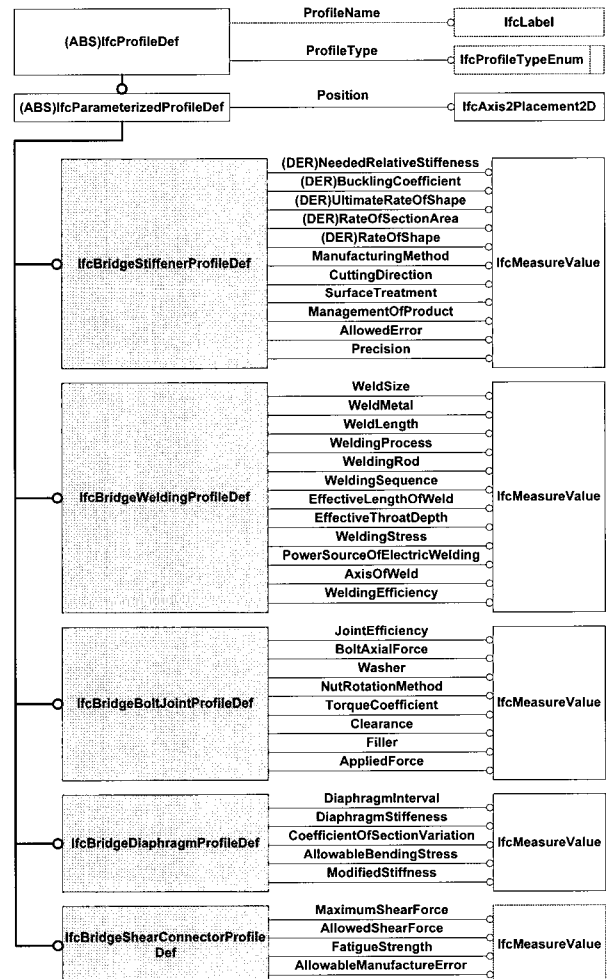 ProfileName
(ABS)IfcProfileDef
IfcLabel
ProfileType
IfcProfileTypeEnum
(ABS)IfcParameterizedProfileDef
Position
IfcAxis2Placement2D
IfcBridgeStiffenerProfileDef
(DER)NeededRelativeStiffeness
(DER)BucklingCoefficient
(DER)UltimateRateOfShape
(DER)RateOfSectionArea
(DER)RateOfShape
ManufacturingMethod
CuttingDirection
SurfaceTreatment
ManagementOfProduct
AllowedError
Precision
IfcMeasureValue
IfcBridgeWeldingProfileDef
WeldSize
WeldMetal
WeldLength
WeldingProcess
WeldingRod
WeldingSequence
EffectiveLengthOfWeld
EffectiveThroatDepth
WeldingStress
PowerSourceOfElectricWelding
AxisOfWeld
WeldingEfficiency
IfcMeasureValue
IfcBridgeBoltJointProfileDef
JointEfficiency
BoltAxialForce
Washer
NutRotationMethod
TorqueCoefficient
Clearance
Filler
AppliedForce
IfcMeasureValue
IfcBridgeDiaphragmProfileDef
DiaphragmInterval
DiaphragmStiffeness
CoefficientOfSectionVariation
AllowableBendingStress
ModifiedStiffness
IfcMeasureValue
IfcBridgeShearConnectorProfile
Def
MaximumShearForce
AllowedShearForce
FatigueStrength
AllowableManufactureError
IfcMeasureValue